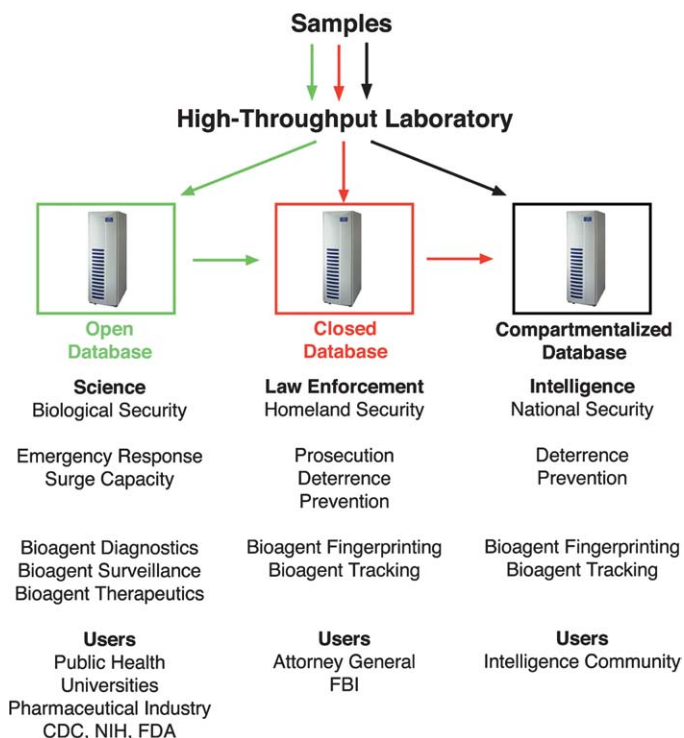 Samples
High-Throughput Laboratory
Open
Database
Science
Biological Security
Emergency Response
Surge Capacity
Bioagent Diagnostics
Bioagent Surveillance
Bioagent Therapeutics
Users
Public Health
Universities
Pharmaceutical Industry
CDC, NIH, FDA
Closed
Database
Law Enforcement
Homeland Security
Prosecution
Deterrence
Prevention
Bioagent Fingerprinting
Bioagent Tracking
Users
Attorney General
FBI
Compartmentalized
Database
Intelligence
National Security
Deterrence
Prevention
Bioagent Fingerprinting
Bioagent Tracking
Users
Intelligence Community